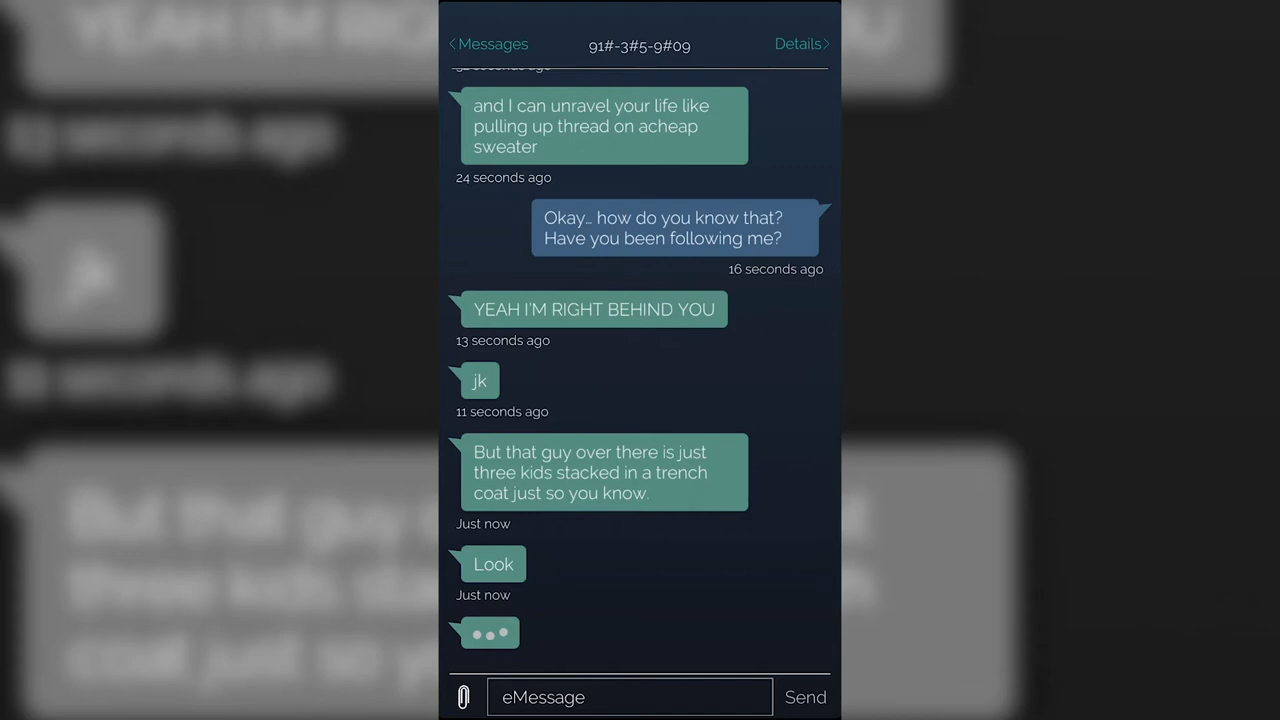 Messages
91#-3#5-9#09
Details
and I can unravel your life like
pulling up thread on acheap
sweater
24 seconds ago
Okay… how do you know that?
Have you been following me?
16 seconds ago
YEAH I'M RIGHT BEHIND YOU
13 seconds ago
jk
11 seconds ago
But that guy over there is just
three kids stacked in a trench
coat just so you know.
Just now
Look
Just now
eMessage
Send